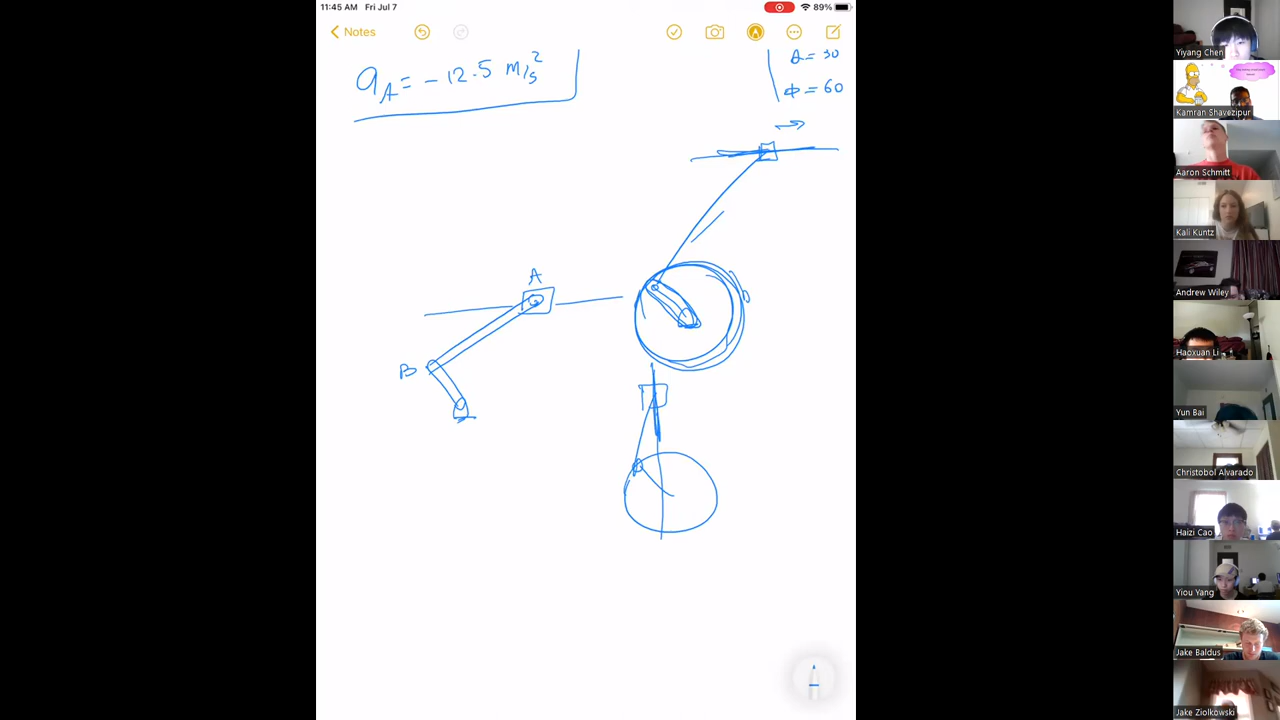 11:45 AM Fri Jul 7
89%
Notes
a_A = -12.5 m/s²
θ = 30
Φ = 60
A
B
Yiyang Chen
Kamran Shavezipur
Aaron Schmitt
Kali Kuntz
Andrew Wiley
Haoxuan Li
Yun Bai
Christobol Alvarado
Haizi Cao
Yiou Yang
Jake Baldus
Jake Ziolkowski